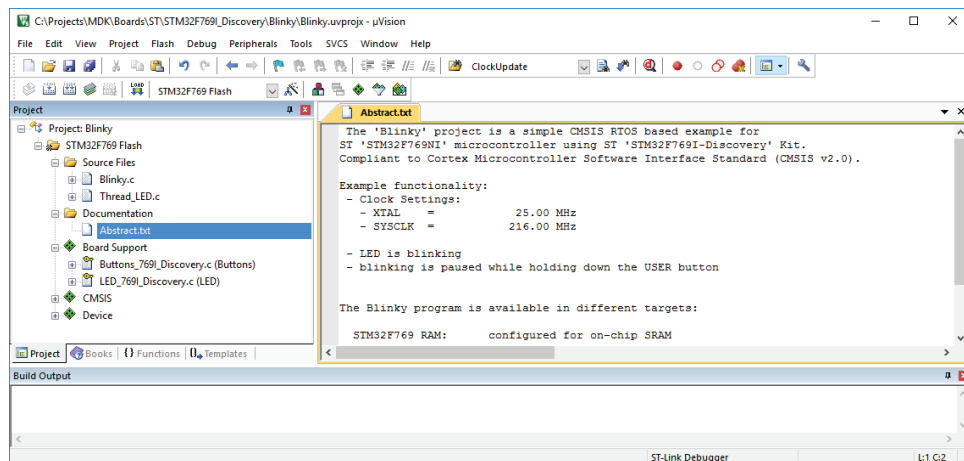 C:\Projects\MDK\Boards\ST\STM32F769I_Discovery\Blinky\Blinky.uvprojx - µVision
File Edit View Project Flash Debug Peripherals Tools SVCS Window Help
ClockUpdate
LOAD STM32F769 Flash
Project
Abstract.txt
Project: Blinky
STM32F769 Flash
Source Files
Blinky.c
Thread_LED.c
Documentation
Abstract.txt
Board Support
Buttons_769I_Discovery.c (Buttons)
LED_769I_Discovery.c (LED)
CMSIS
Device
Project Books {} Functions 0 Templates
The 'Blinky' project is a simple CMSIS RTOS based example for
ST 'STM32F769NI' microcontroller using ST 'STM32F769I-Discovery' Kit.
Compliant to Cortex Microcontroller Software Interface Standard (CMSIS v2.0).
Example functionality:
- Clock Settings:
- XTAL = 25.00 MHz
- SYSCLK = 216.00 MHz
- LED is blinking
- blinking is paused while holding down the USER button
The Blinky program is available in different targets:
STM32F769 RAM: configured for on-chip SRAM
Build Output
ST-Link Debugger L:1 C:2